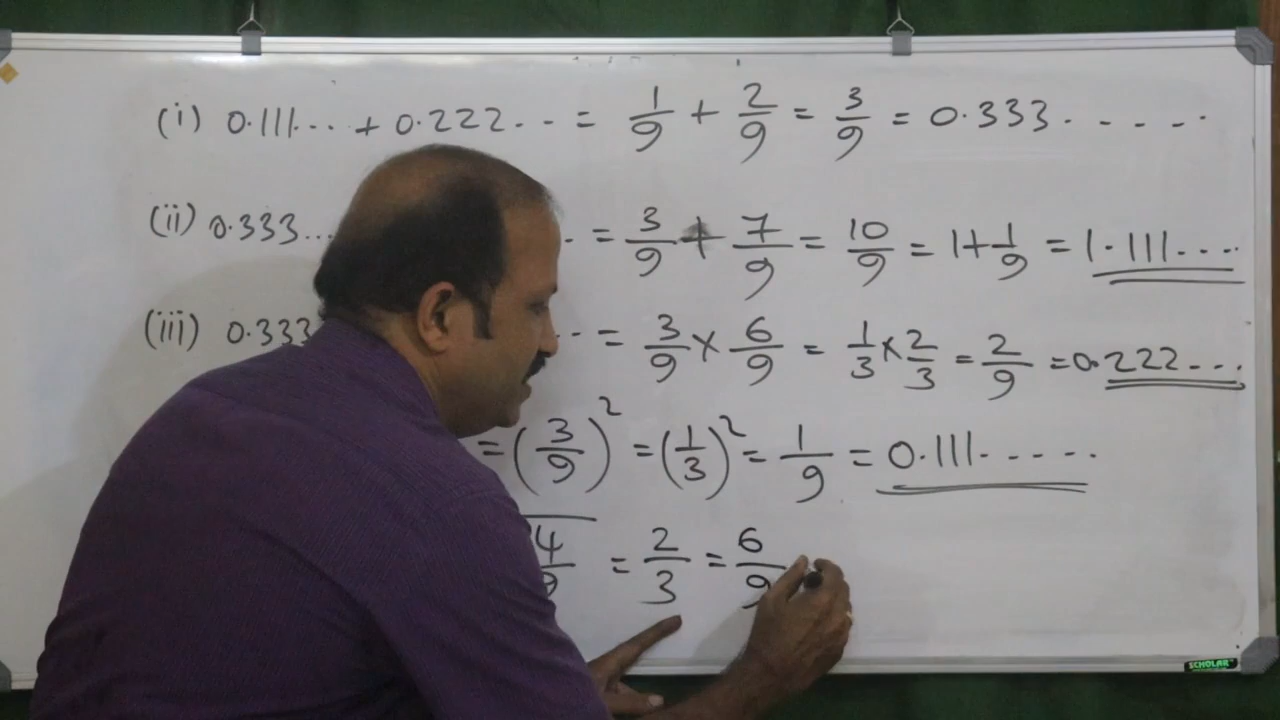 (i) 0.111... + 0.222... = 1/9 + 2/9 = 3/9 = 0.333.....
(ii) 0.333... . = 3/9 + 7/9 = 10/9 = 1+1/9 = 1.111....
(iii) 0.333 .. = 3/9 × 6/9 = 1/3 × 2/3 = 2/9 = 0.222...
= (3/9)² = (1/3)² = 1/9 = 0.111......
4/9 = 2/3 = 6/9
SCHOLAR